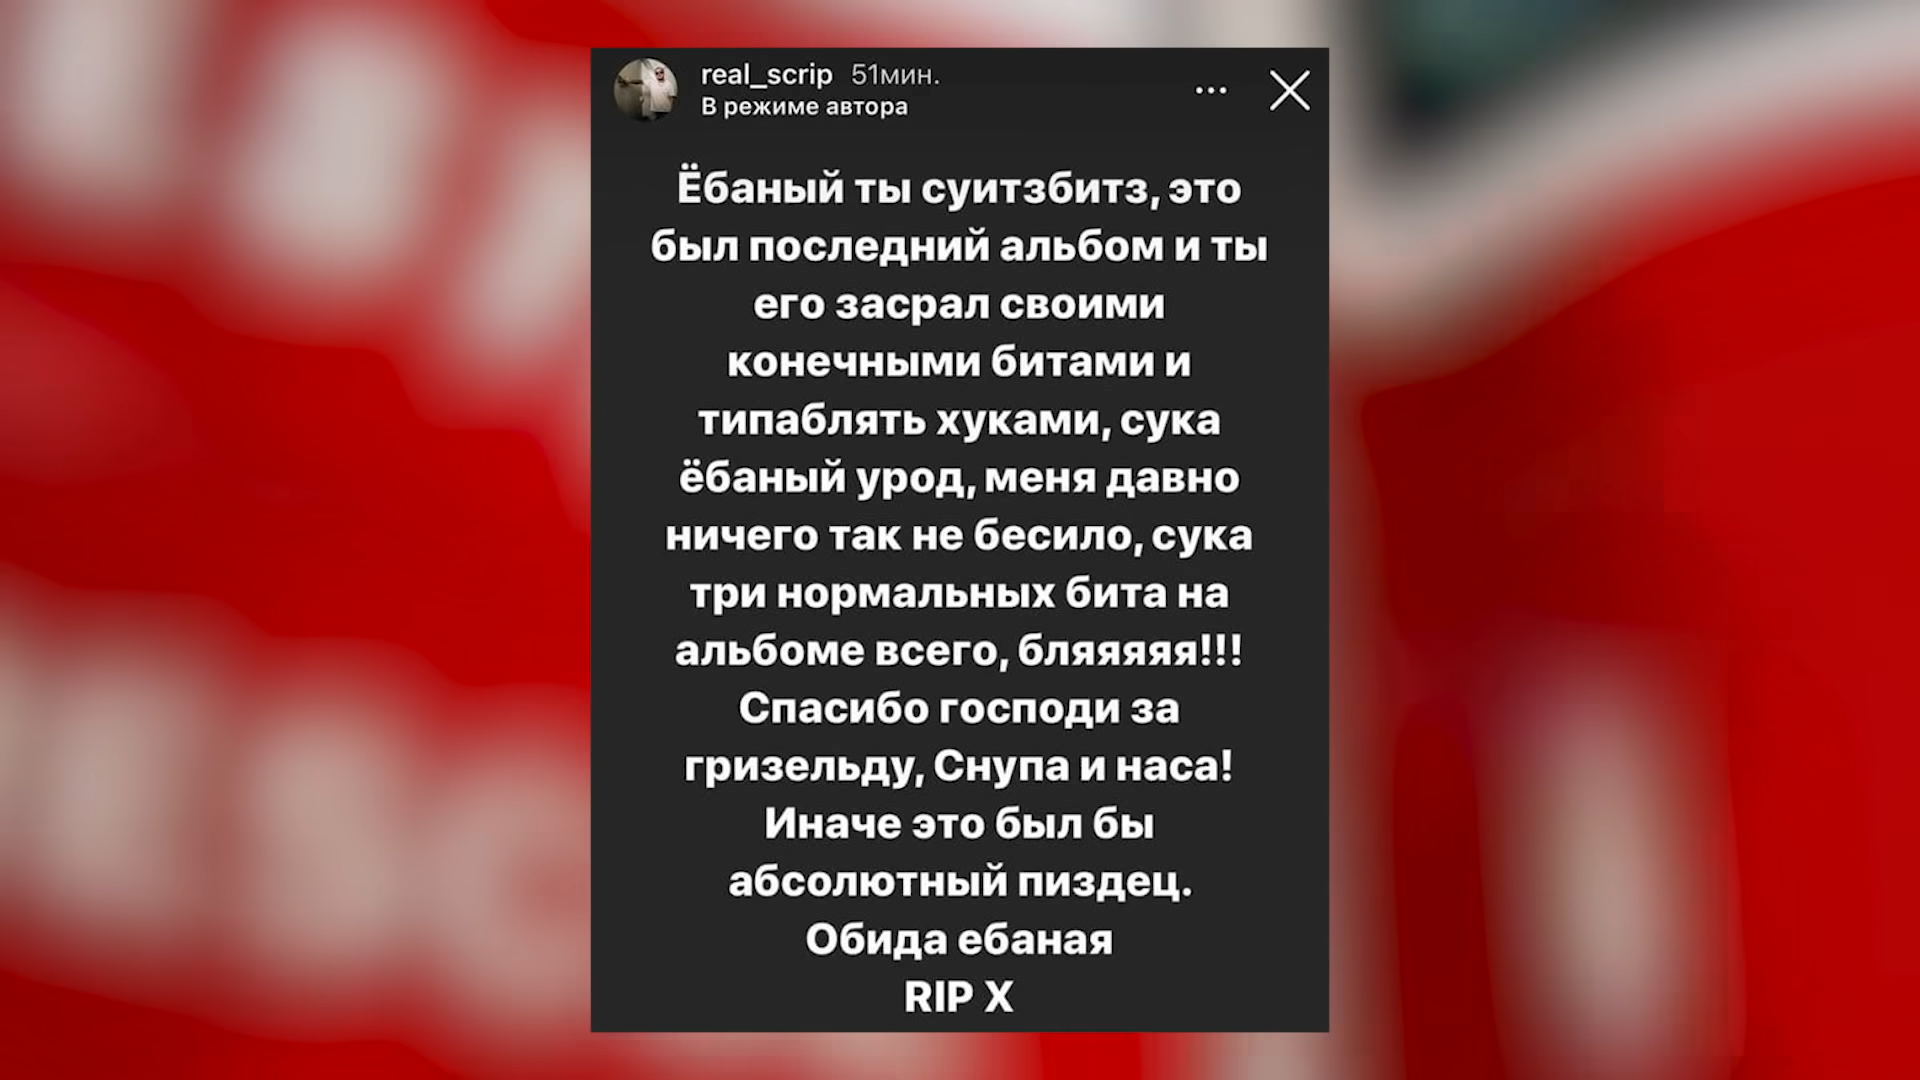 real_scrip 51мин.
В режиме автора
Ёбаный ты суитзбитз, это
был последний альбом и ты
его засрал своими
конечными битами и
типаблять хуками, сука
ёбаный урод, меня давно
ничего так не бесило, сука
три нормальных бита на
альбоме всего, бляяяяя!!!
Спасибо господи за
гризельду, Снупа и наса!
Иначе это был бы
абсолютный пиздец.
Обида ебаная
RIP X